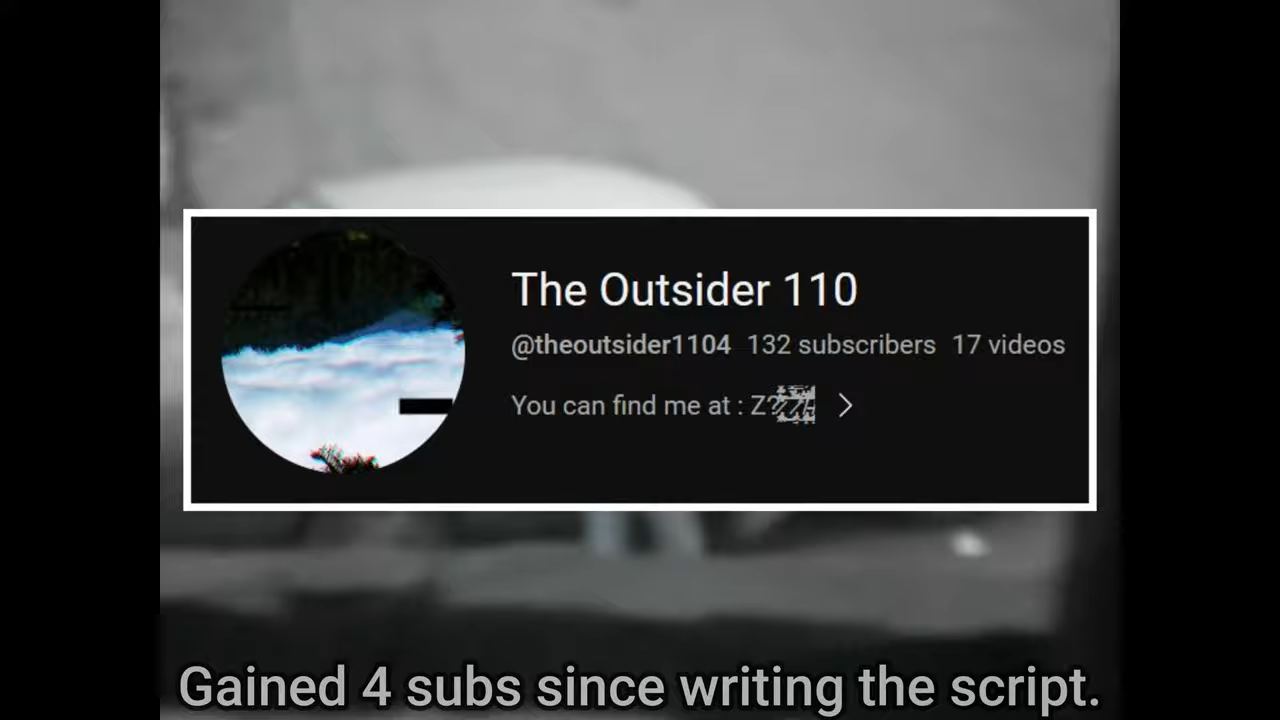 The Outsider 110
@theoutsider1104 132 subscribers 17 videos
You can find me at : Z?
Gained 4 subs since writing the script.